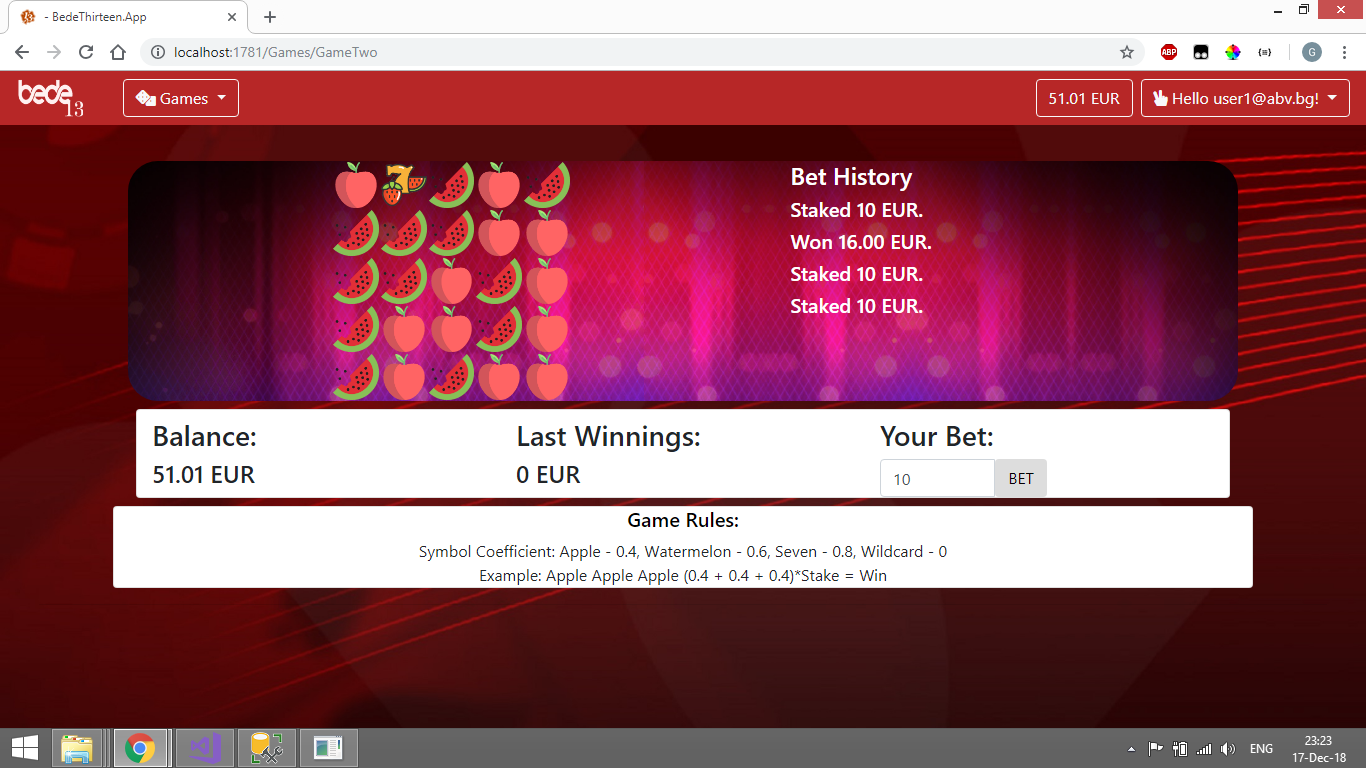 - BedeThirteen.App
localhost:1781/Games/GameTwo
ABP
G
bede 13
Games
51.01 EUR
Hello user1@abv.bg!
7
Bet History
Staked 10 EUR.
Won 16.00 EUR.
Staked 10 EUR.
Staked 10 EUR.
Balance:
51.01 EUR
Last Winnings:
0 EUR
Your Bet:
10
BET
Game Rules:
Symbol Coefficient: Apple - 0.4, Watermelon - 0.6, Seven - 0.8, Wildcard - 0
Example: Apple Apple Apple (0.4 + 0.4 + 0.4)*Stake = Win
ENG
23:23
17-Dec-18